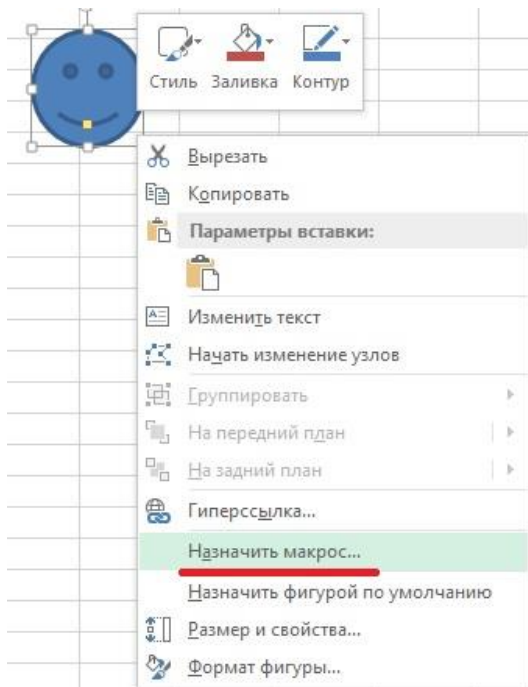 Стиль Заливка Контур
Вырезать
Копировать
Параметры вставки:
Изменить текст
Начать изменение узлов
Группировать
На передний план
На задний план
Гиперссылка...
Назначить макрос...
Назначить фигурой по умолчанию
Размер и свойства...
Формат фигуры...